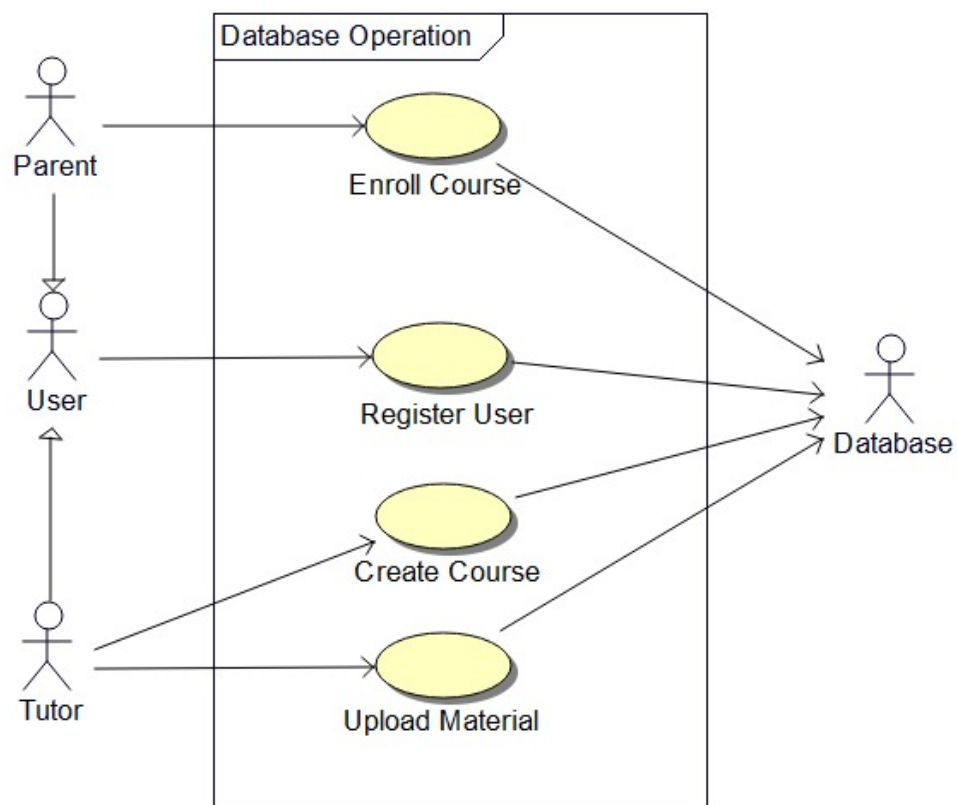 Database Operation
Parent
Enroll Course
User
Register User
Database
Create Course
Tutor
Upload Material